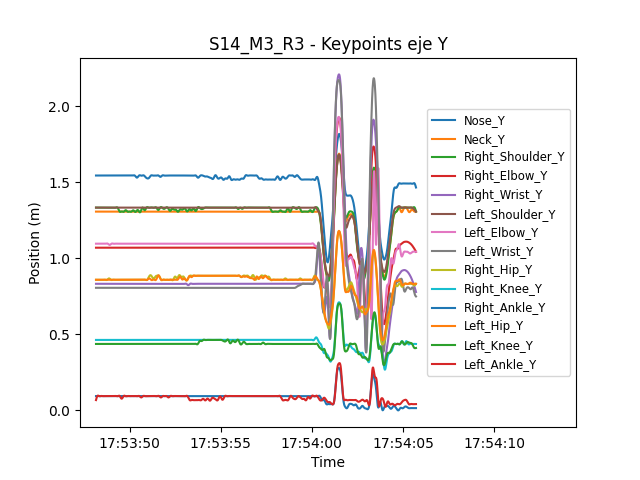 S14_M3_R3 - Keypoints eje Y
Position (m)
2.0
1.5
1.0
0.5
0.0
Nose_Y
Neck_Y
Right_Shoulder_Y
Right_Elbow_Y
Right_Wrist_Y
Left_Shoulder_Y
Left_Elbow_Y
Left_Wrist_Y
Right_Hip_Y
Right_Knee_Y
Right_Ankle_Y
Left_Hip_Y
Left_Knee_Y
Left_Ankle_Y
17:53:50 17:53:55 17:54:00 17:54:05 17:54:10
Time